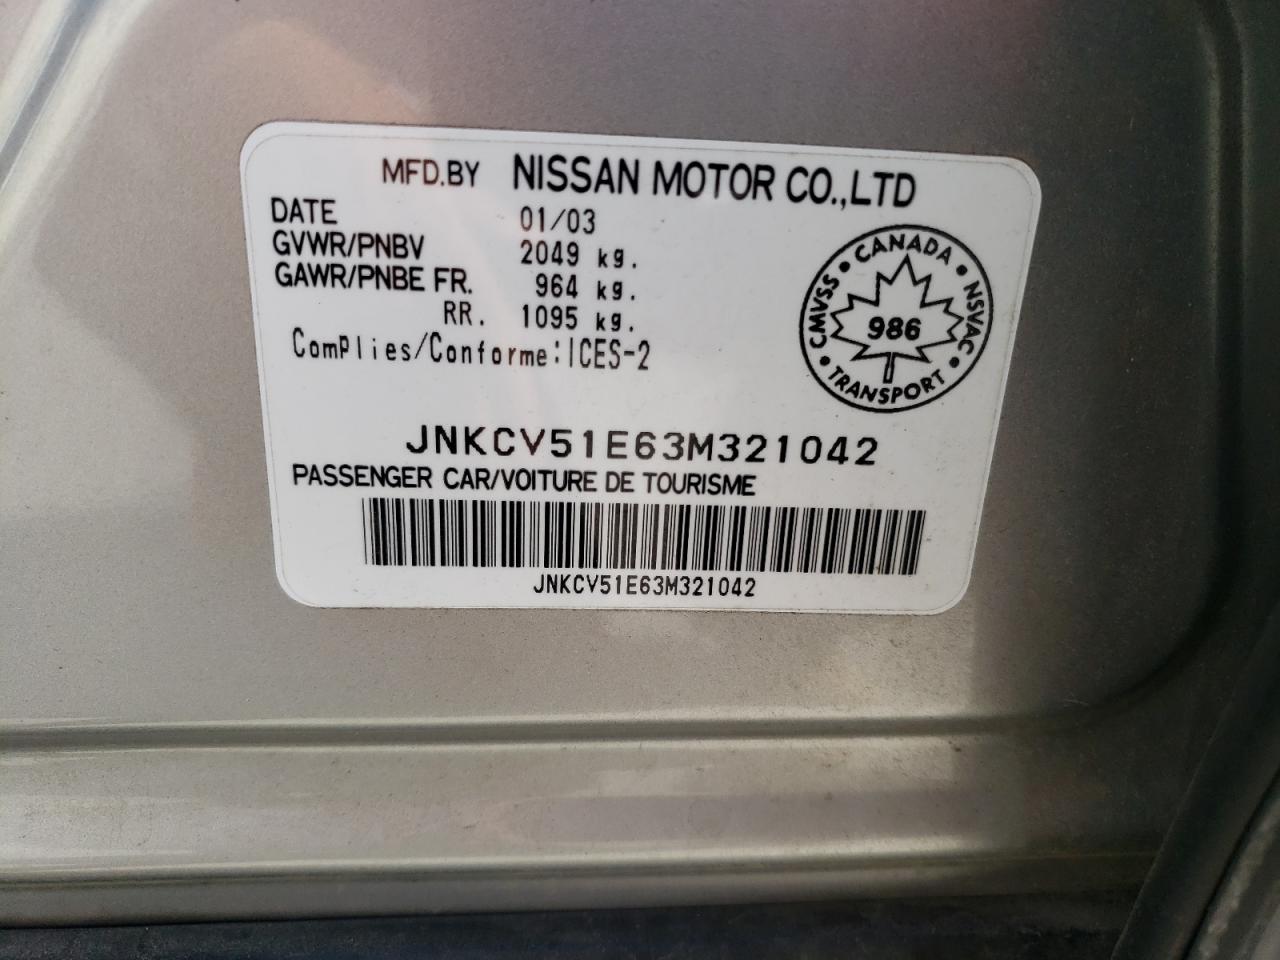 MFD.BY NISSAN MOTOR CO.,LTD
DATE 01/03
GVWR/PNBV 2049 kg.
GAWR/PNBE FR. 964 kg.
RR. 1095 kg.
ComPlies/Conforme:ICES-2
CANADA • NSVAC • TRANSPORT • CMVSS •
986
JNKCV51E63M321042
PASSENGER CAR/VOITURE DE TOURISME
JNKCV51E63M321042